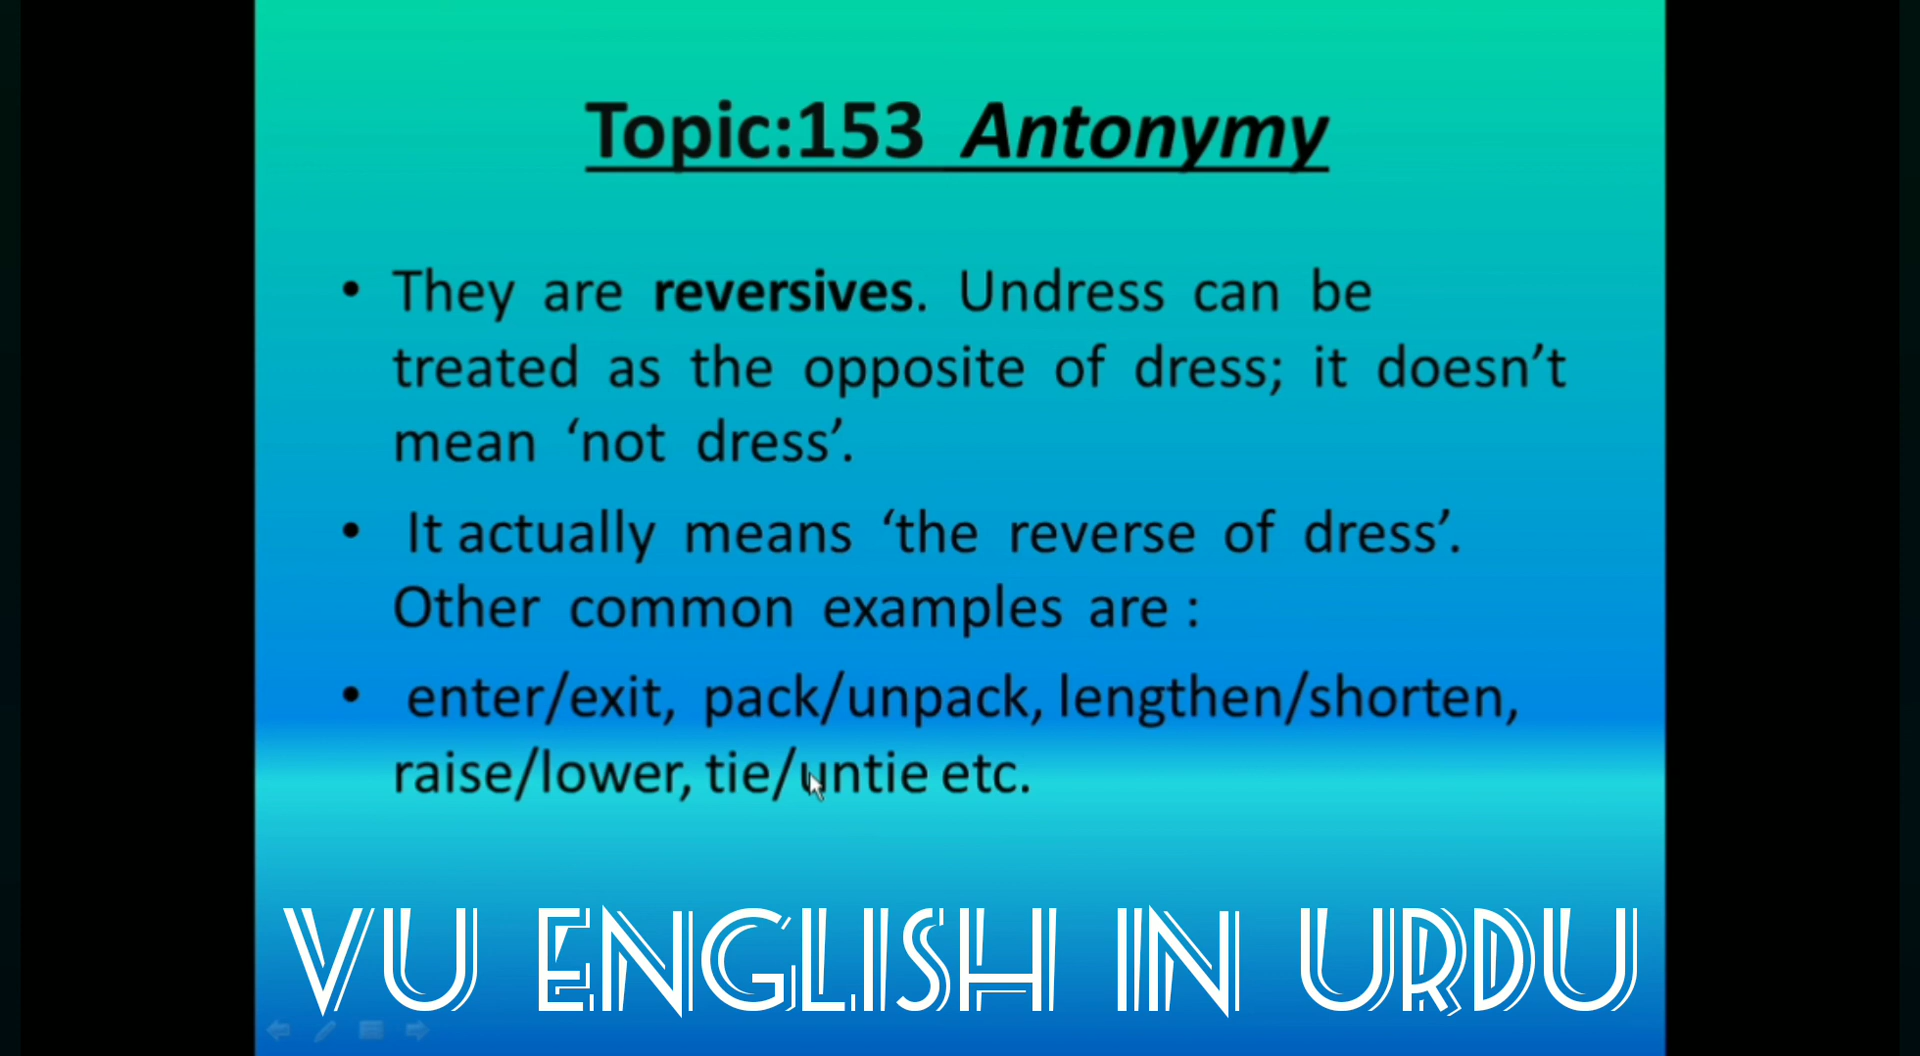 Topic:153 Antonymy
• They are reversives. Undress can be
treated as the opposite of dress; it doesn’t
mean ‘not dress’.
• It actually means ‘the reverse of dress’.
Other common examples are :
• enter/exit, pack/unpack, lengthen/shorten,
raise/lower, tie/untie etc.
VU ENGLISH IN URDU